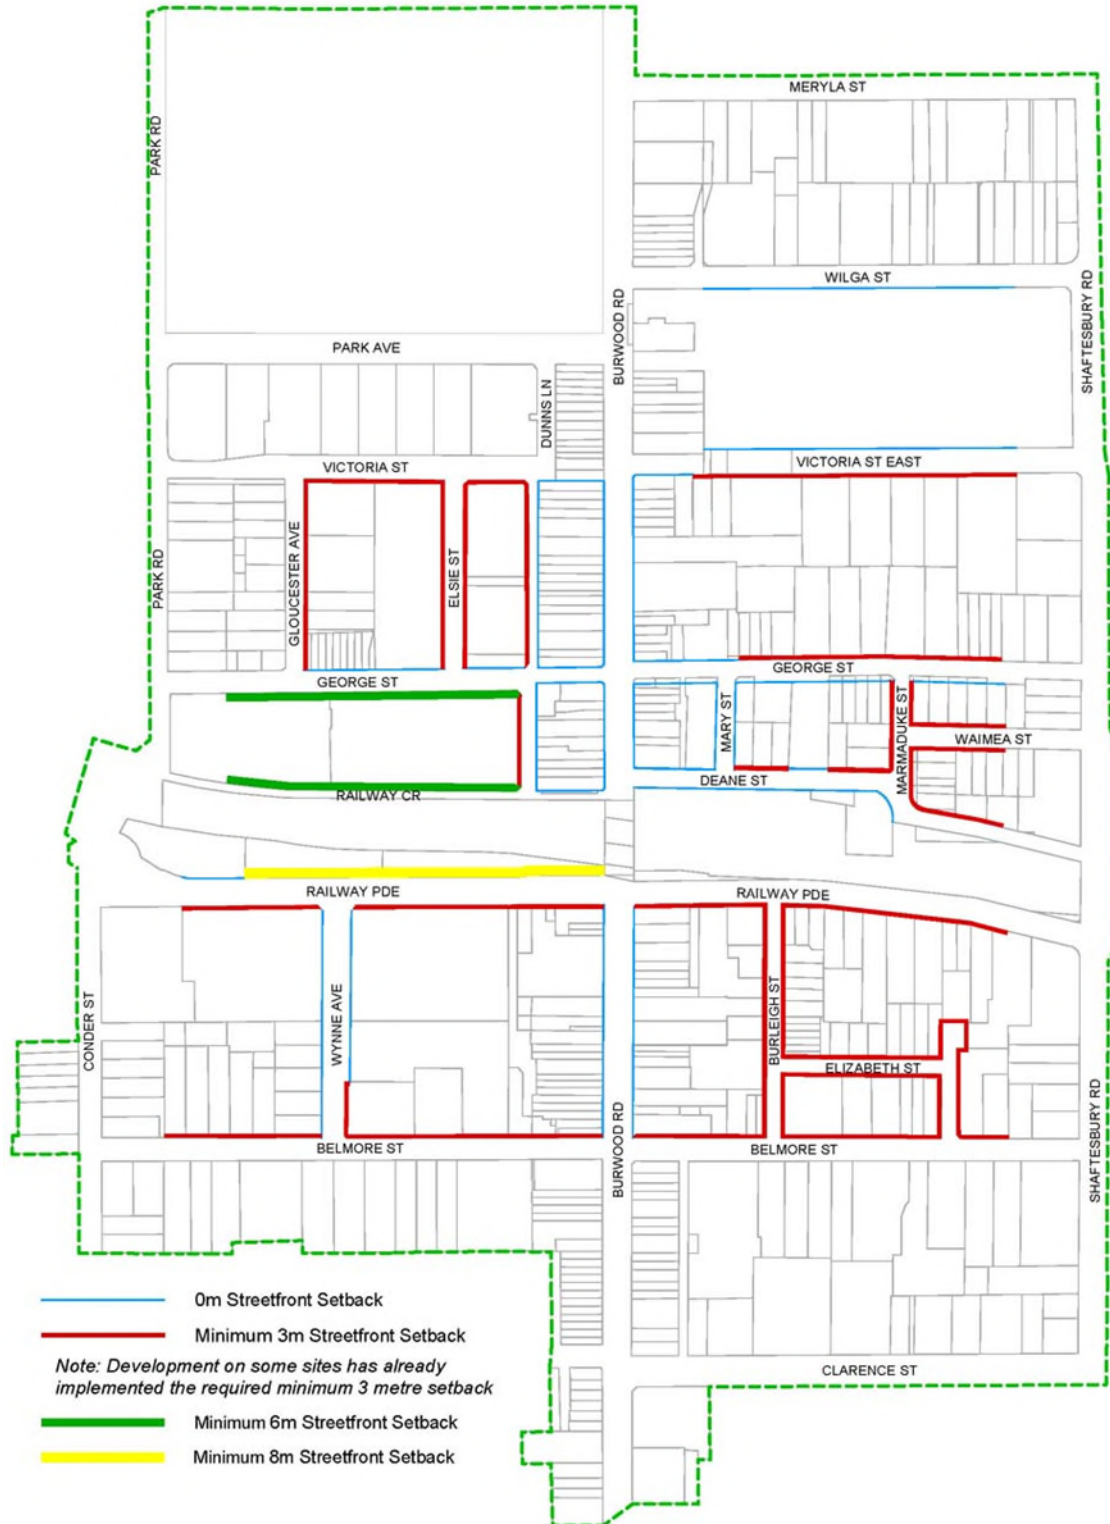 MERYLA ST
PARK RD
WILGA ST
BURWOOD RD
SHAFTESBURY RD
PARK AVE
DUNNS LN
VICTORIA ST
VICTORIA ST EAST
PARK RD
GLOUCESTER AVE
ELSIE ST
GEORGE ST
GEORGE ST
MARY ST
MARMADUKE ST
WAIMEA ST
DEANE ST
RAILWAY CR
RAILWAY PDE
RAILWAY PDE
CONDER ST
WYNNE AVE
BURLEIGH ST
ELIZABETH ST
BURWOOD RD
SHAFTESBURY RD
BELMORE ST
BELMORE ST
CLARENCE ST
0m Streetfront Setback
Minimum 3m Streetfront Setback
Note: Development on some sites has already
implemented the required minimum 3 metre setback
Minimum 6m Streetfront Setback
Minimum 8m Streetfront Setback